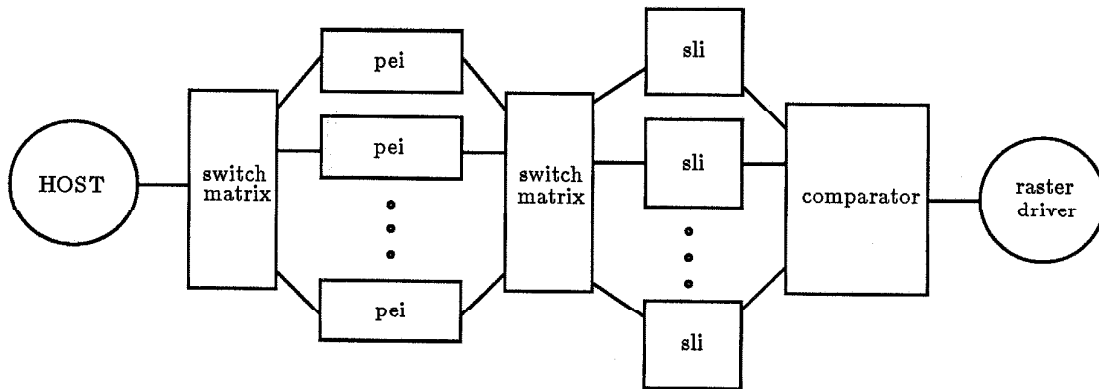 HOST
switch
matrix
pei
pei
pei
switch
matrix
sli
sli
sli
comparator
raster
driver